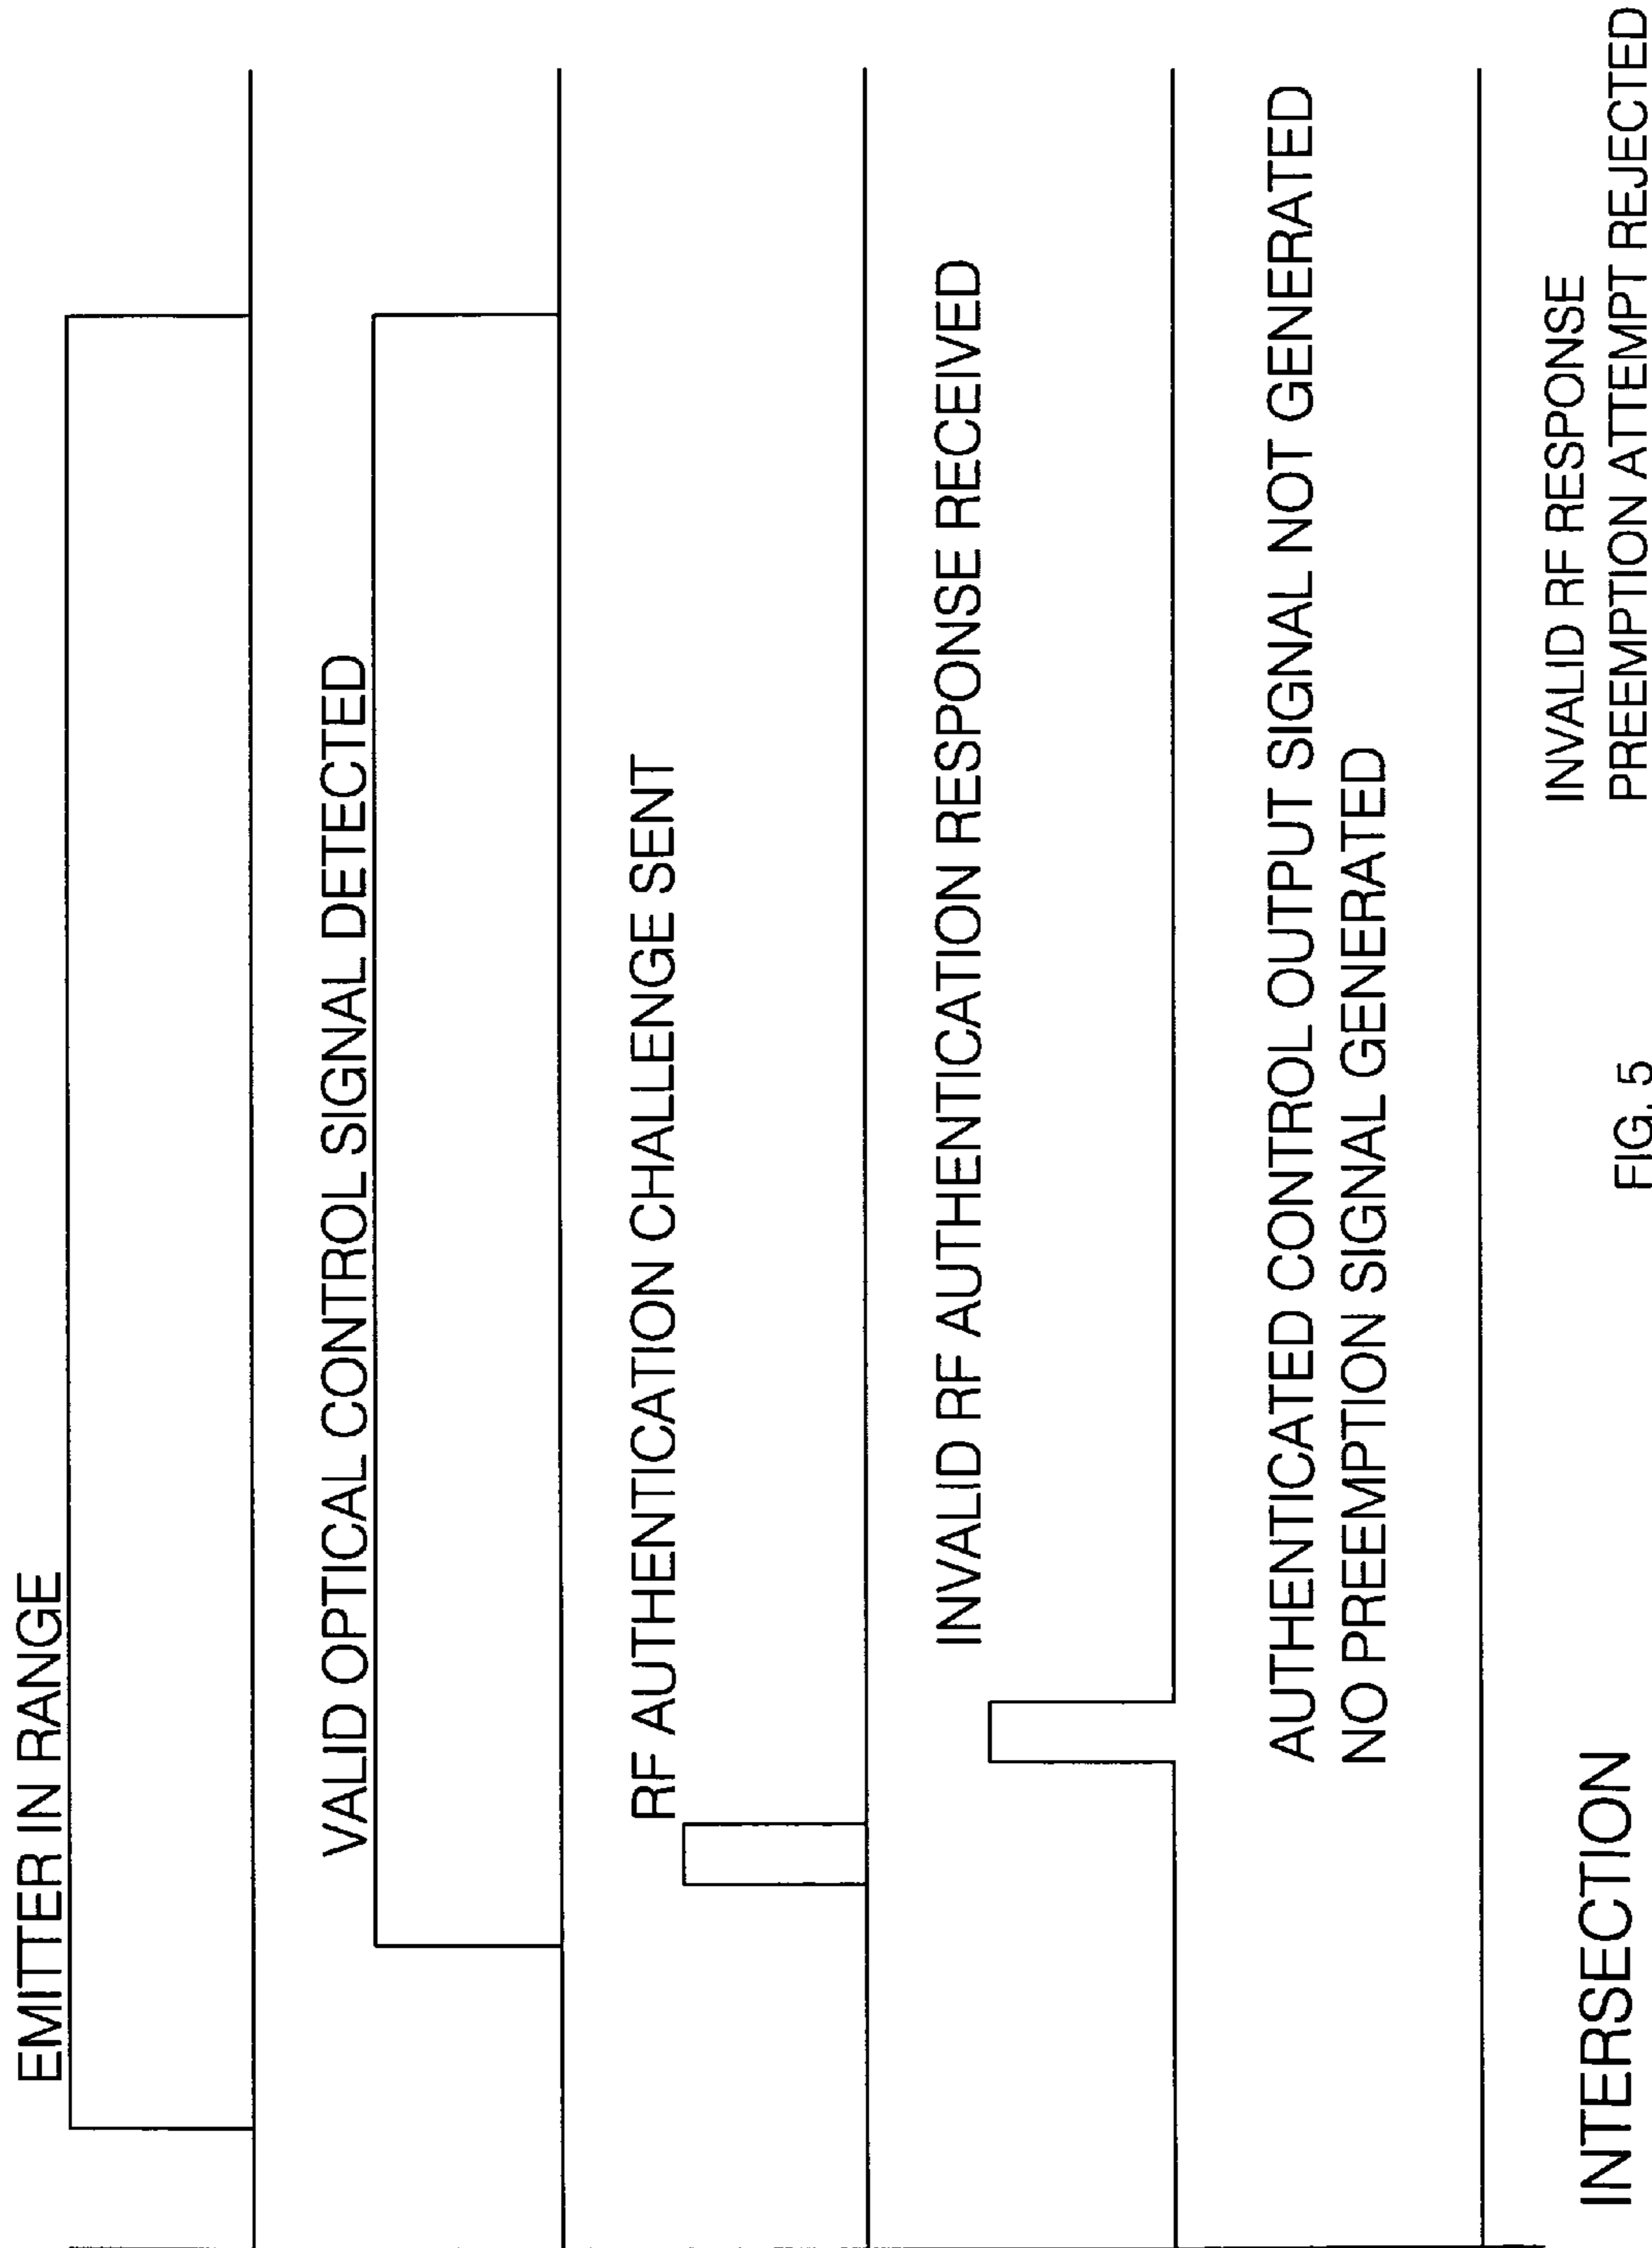 EMITTER IN RANGE
VALID OPTICAL CONTROL SIGNAL DETECTED
RF AUTHENTICATION CHALLENGE SENT
INVALID RF AUTHENTICATION RESPONSE RECEIVED
AUTHENTICATED CONTROL OUTPUT SIGNAL NOT GENERATED
NO PREEMPTION SIGNAL GENERATED
INTERSECTION
FIG. 5
INVALID RF RESPONSE
PREEMPTION ATTEMPT REJECTED